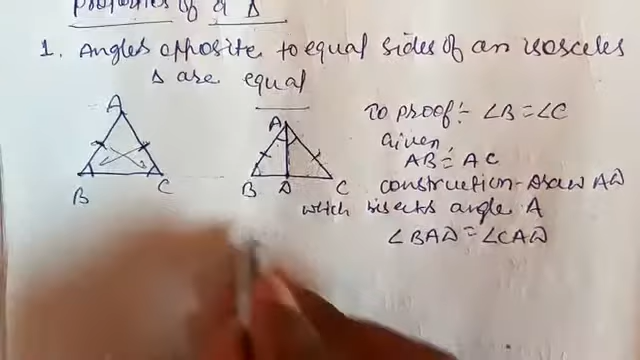 Properties of a Δ
1. Angles opposite to equal sides of an isosceles
Δ are equal
A
B
C
A
B
D
C
To proof:- ∠B = ∠C
Given,
AB = AC
construction - Draw AD
which bisects angle A
∠BAD = ∠CAD